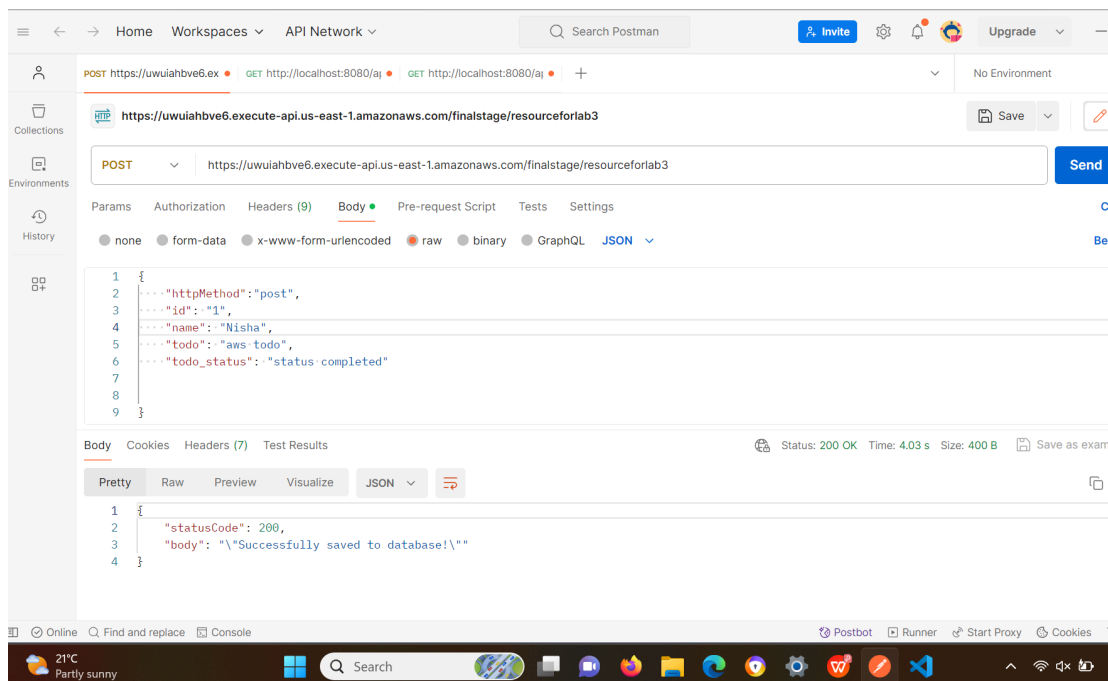 Home Workspaces API Network Search Postman Invite Upgrade
POST https://uwuiahbve6.ex GET http://localhost:8080/a GET http://localhost:8080/a No Environment
HTTP https://uwuiahbve6.execute-api.us-east-1.amazonaws.com/finalstage/resourceforlab3 Save
Collections
POST https://uwuiahbve6.execute-api.us-east-1.amazonaws.com/finalstage/resourceforlab3 Send
Environments
Params Authorization Headers (9) Body Pre-request Script Tests Settings C
History
none form-data x-www-form-urlencoded raw binary GraphQL JSON Be
1 {
2 "httpMethod":"post",
3 "id": "1",
4 "name": "Nisha",
5 "todo": "aws todo",
6 "todo_status": "status completed"
7
8
9 }
Body Cookies Headers (7) Test Results Status: 200 OK Time: 4.03 s Size: 400 B Save as exam
Pretty Raw Preview Visualize JSON
1 {
2 "statusCode": 200,
3 "body": "\"Successfully saved to database!\""
4 }
Online Find and replace Console Postbot Runner Start Proxy Cookies
21°C
Partly sunny
Search